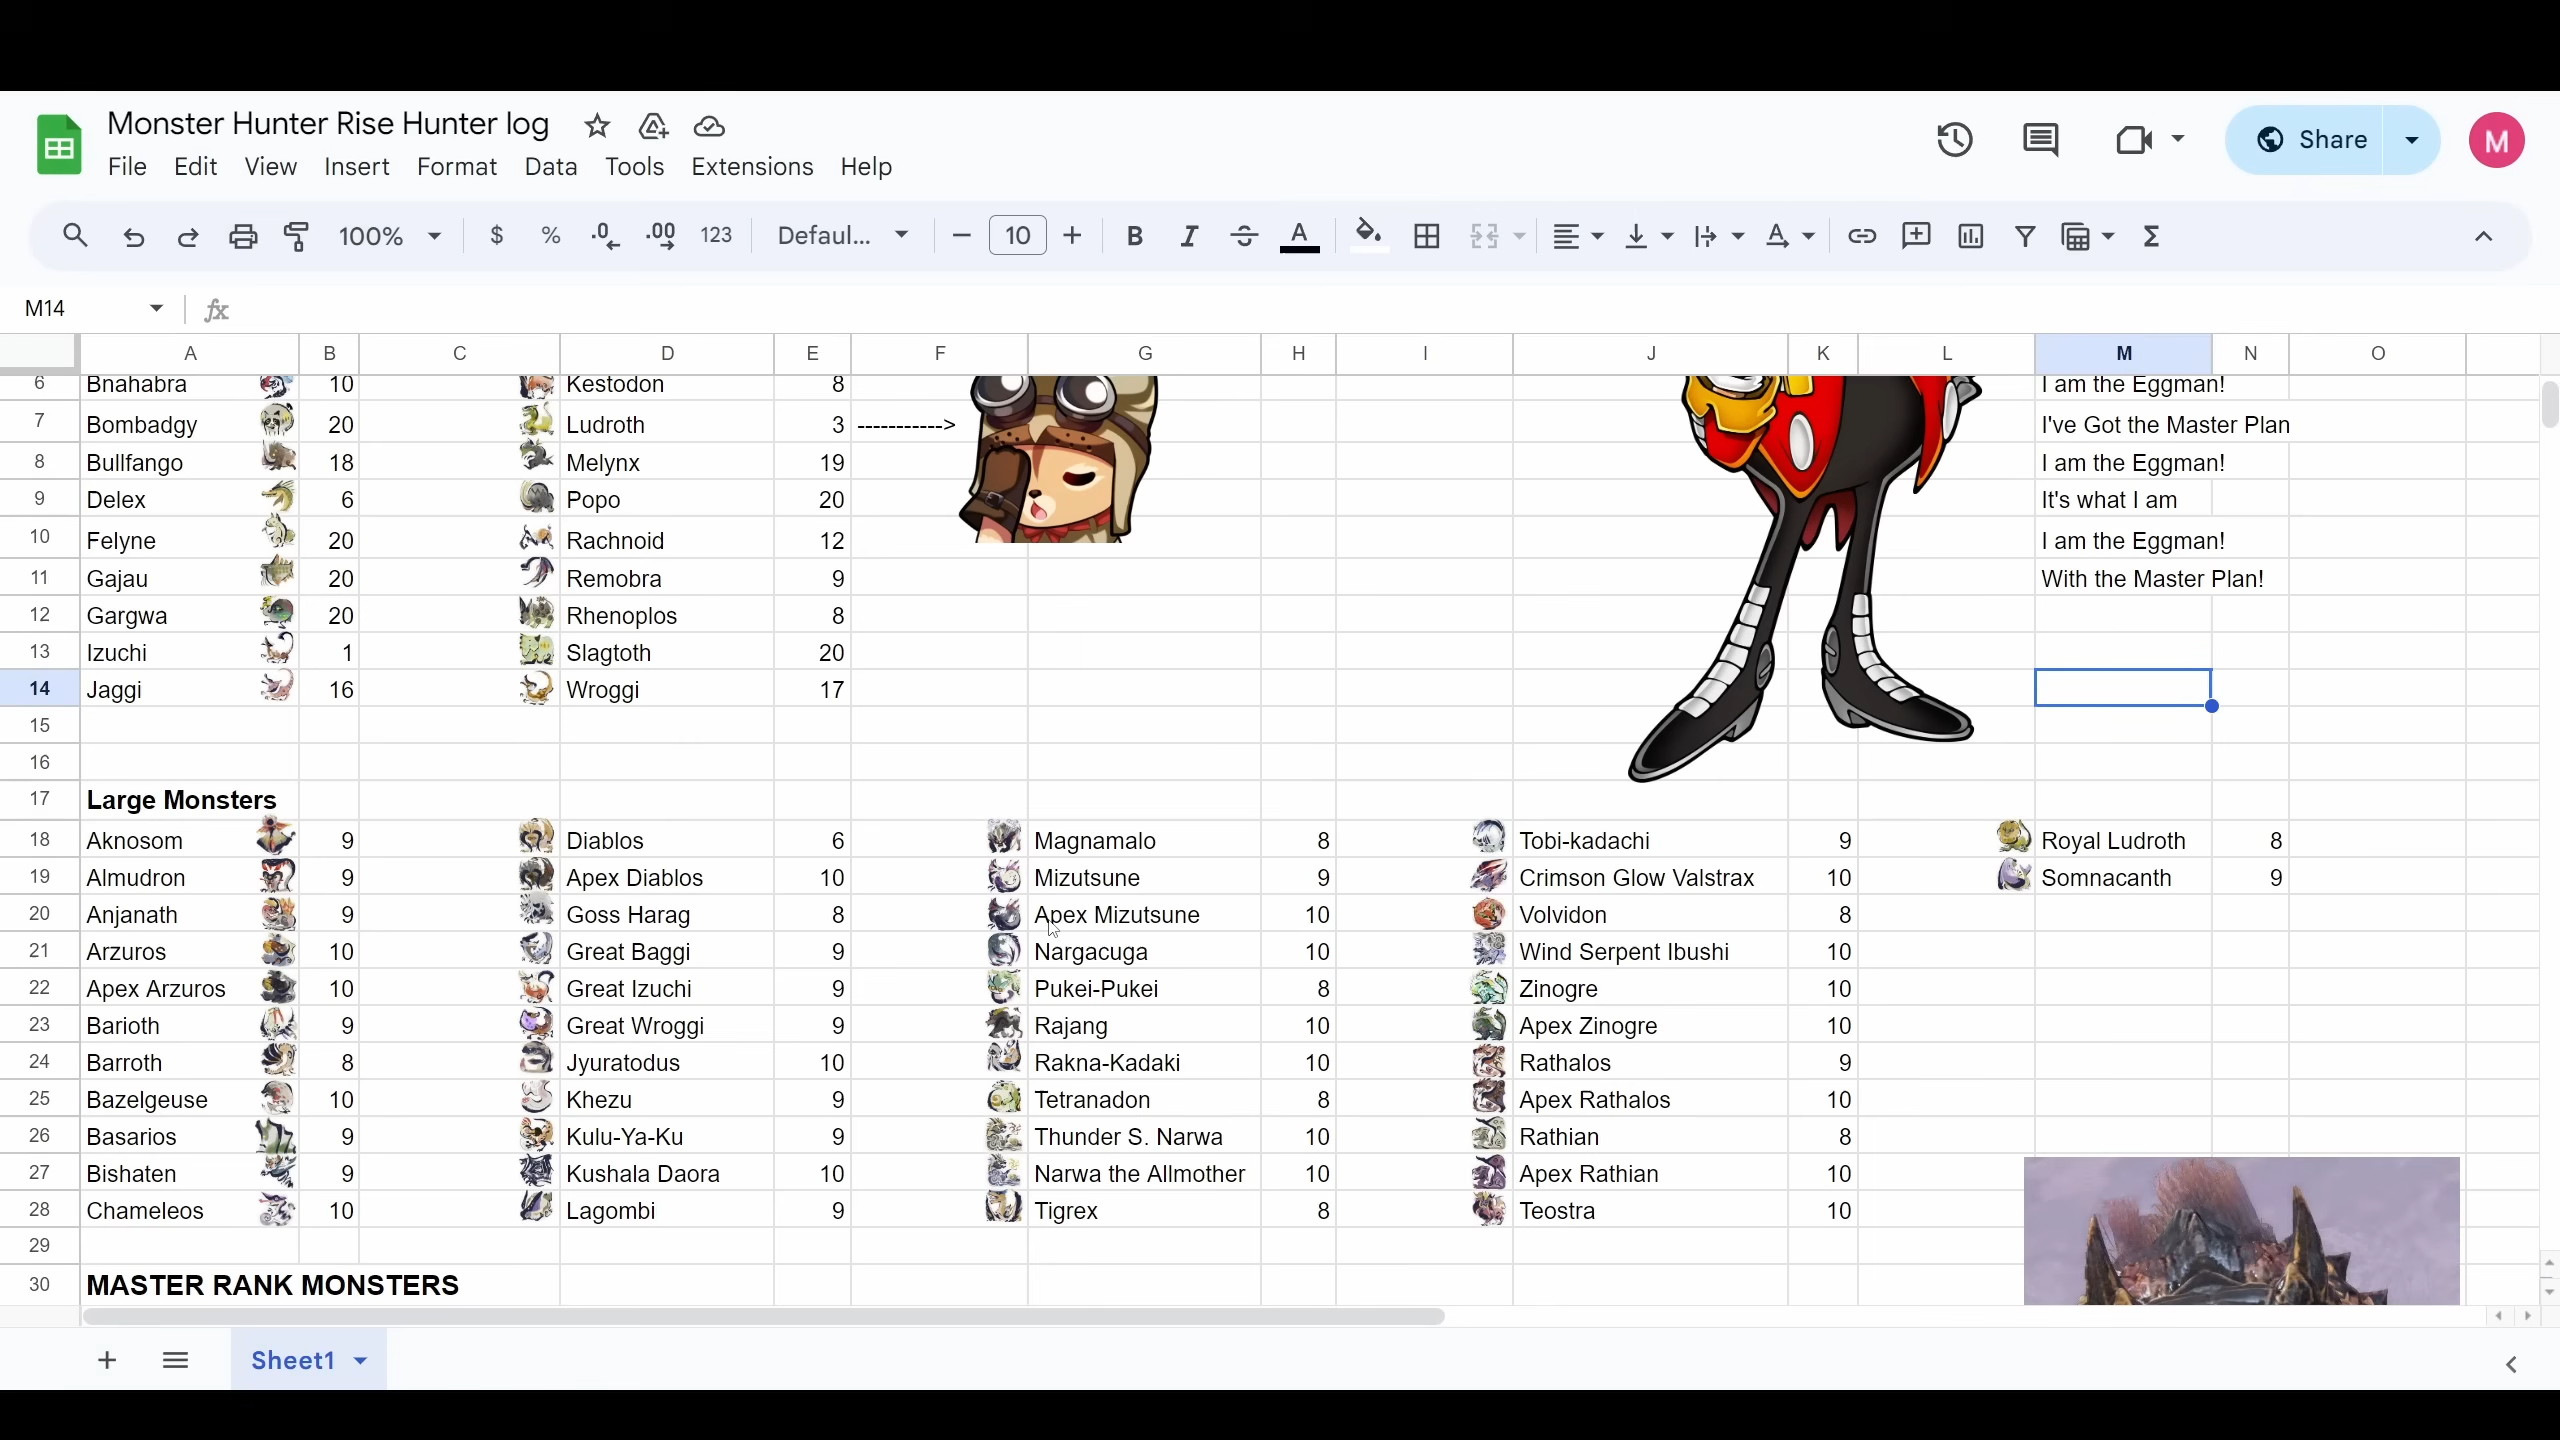 Monster Hunter Rise Hunter log
File Edit View Insert Format Data Tools Extensions Help
Share
M
100% $ % .0 .00 123 Defaul... 10 B I A Σ
M14 fx
A B C D E F G H I J K L M N O
6 Bnahabra 10 Kestodon 8 I am the Eggman!
7 Bombadgy 20 Ludroth 3 -----------> I've Got the Master Plan
8 Bullfango 18 Melynx 19 I am the Eggman!
9 Delex 6 Popo 20 It's what I am
10 Felyne 20 Rachnoid 12 I am the Eggman!
11 Gajau 20 Remobra 9 With the Master Plan!
12 Gargwa 20 Rhenoplos 8
13 Izuchi 1 Slagtoth 20
14 Jaggi 16 Wroggi 17
15
16
17 Large Monsters
18 Aknosom 9 Diablos 6 Magnamalo 8 Tobi-kadachi 9 Royal Ludroth 8
19 Almudron 9 Apex Diablos 10 Mizutsune 9 Crimson Glow Valstrax 10 Somnacanth 9
20 Anjanath 9 Goss Harag 8 Apex Mizutsune 10 Volvidon 8
21 Arzuros 10 Great Baggi 9 Nargacuga 10 Wind Serpent Ibushi 10
22 Apex Arzuros 10 Great Izuchi 9 Pukei-Pukei 8 Zinogre 10
23 Barioth 9 Great Wroggi 9 Rajang 10 Apex Zinogre 10
24 Barroth 8 Jyuratodus 10 Rakna-Kadaki 10 Rathalos 9
25 Bazelgeuse 10 Khezu 9 Tetranadon 8 Apex Rathalos 10
26 Basarios 9 Kulu-Ya-Ku 9 Thunder S. Narwa 10 Rathian 8
27 Bishaten 9 Kushala Daora 10 Narwa the Allmother 10 Apex Rathian 10
28 Chameleos 10 Lagombi 9 Tigrex 8 Teostra 10
29
30 MASTER RANK MONSTERS
Sheet1